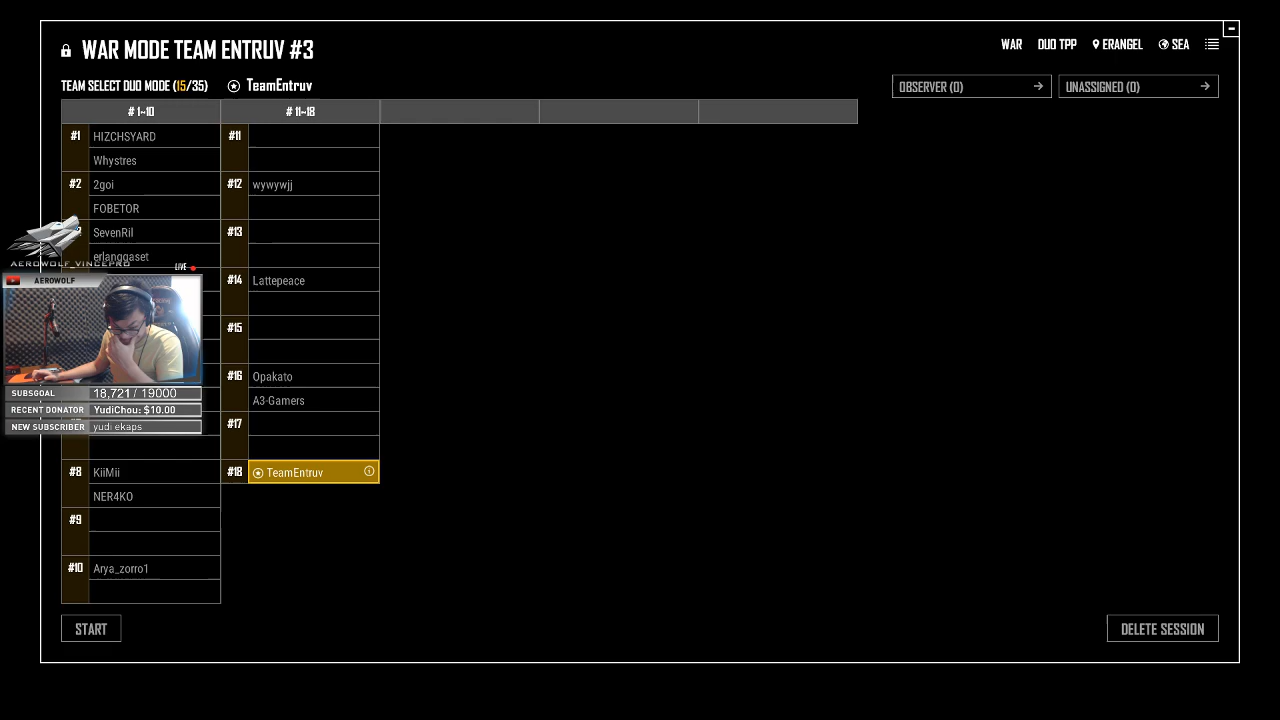 WAR MODE TEAM ENTRUV #3
WAR DUO TPP ERANGEL SEA
TEAM SELECT DUO MODE (15/35) TeamEntruv
OBSERVER (0)
UNASSIGNED (0)
# 1~10
# 11~18
#1 HIZCHSYARD
Whystres
#2 2goi
FOBETOR
SevenRil
erlanggaset
AEROWOLF_VINCEPRO
LIVE
AEROWOLF
SUBSGOAL 18,721 / 19000
RECENT DONATOR YudiChou: $10.00
NEW SUBSCRIBER yudi ekaps
#8 KiiMii
NER4KO
#9
#10 Arya_zorro1
#11
#12 wywywjj
#13
#14 Lattepeace
#15
#16 Opakato
A3-Gamers
#17
#18 TeamEntruv
START
DELETE SESSION